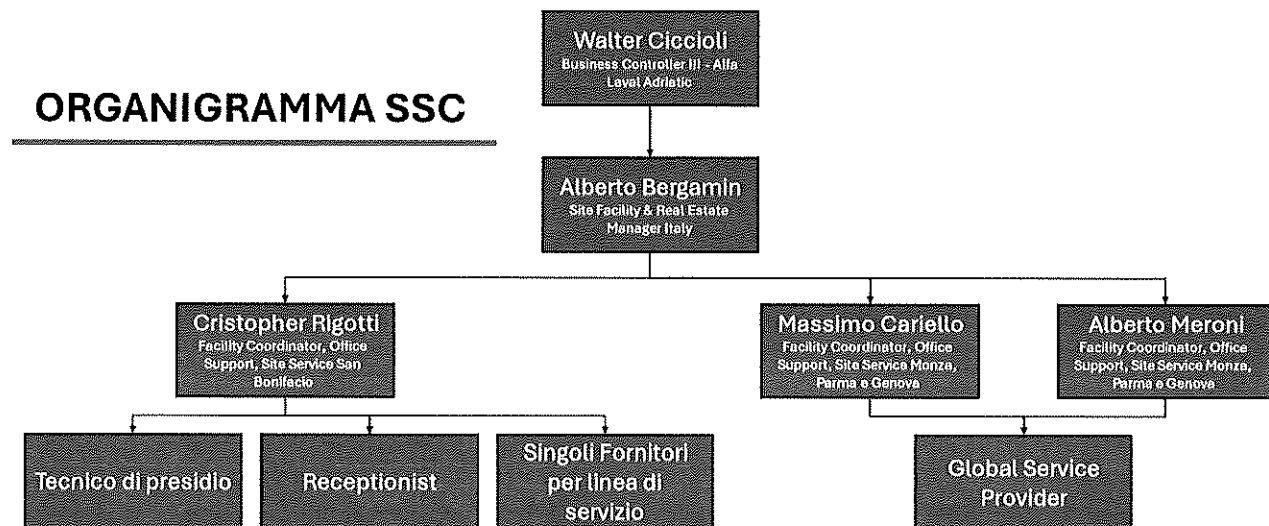 ORGANIGRAMMA SSC
Walter Ciccioli
Business Controller III - Alfa
Laval Adriatic
Alberto Bergamin
Site Facility & Real Estate
Manager Italy
Cristopher Rigotti
Facility Coordinator, Office
Support, Site Service San
Bonifacio
Massimo Cariello
Facility Coordinator, Office
Support, Site Service Monza,
Parma e Genova
Alberto Meroni
Facility Coordinator, Office
Support, Site Service Monza,
Parma e Genova
Tecnico di presidio
Receptionist
Singoli Fornitori
per linea di
servizio
Global Service
Provider